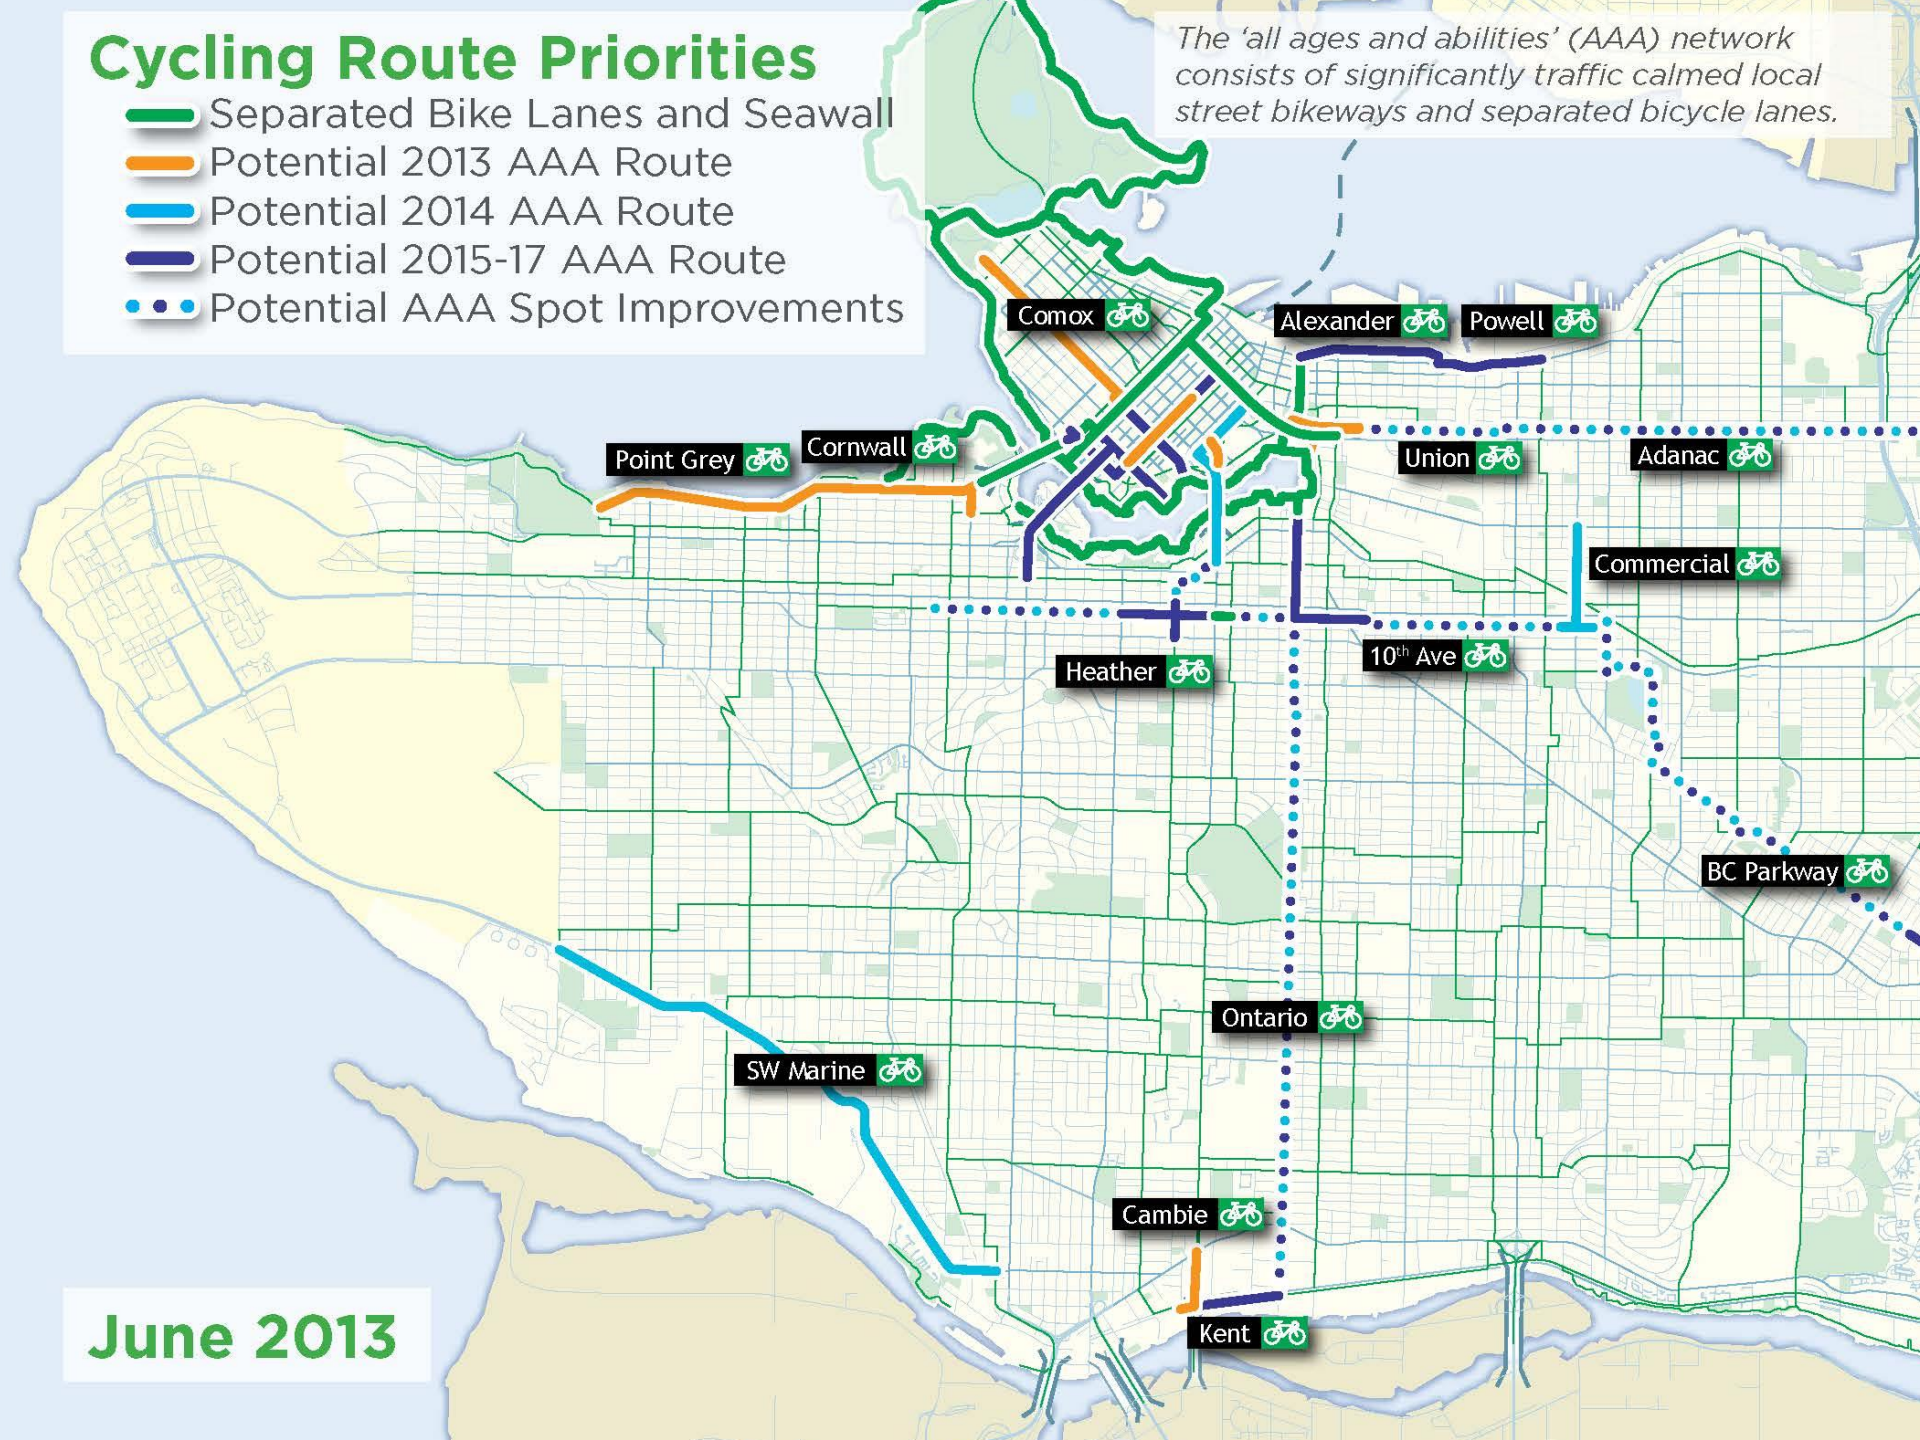 Cycling Route Priorities
Separated Bike Lanes and Seawall
Potential 2013 AAA Route
Potential 2014 AAA Route
Potential 2015-17 AAA Route
Potential AAA Spot Improvements
The ‘all ages and abilities’ (AAA) network
consists of significantly traffic calmed local
street bikeways and separated bicycle lanes.
Comox
Alexander
Powell
Point Grey
Cornwall
Union
Adanac
Commercial
Heather
10th Ave
BC Parkway
Ontario
SW Marine
Cambie
Kent
June 2013